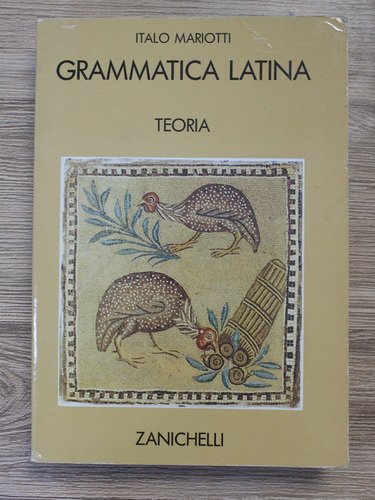 ITALO MARIOTTI
GRAMMATICA LATINA
TEORIA
ZANICHELLI